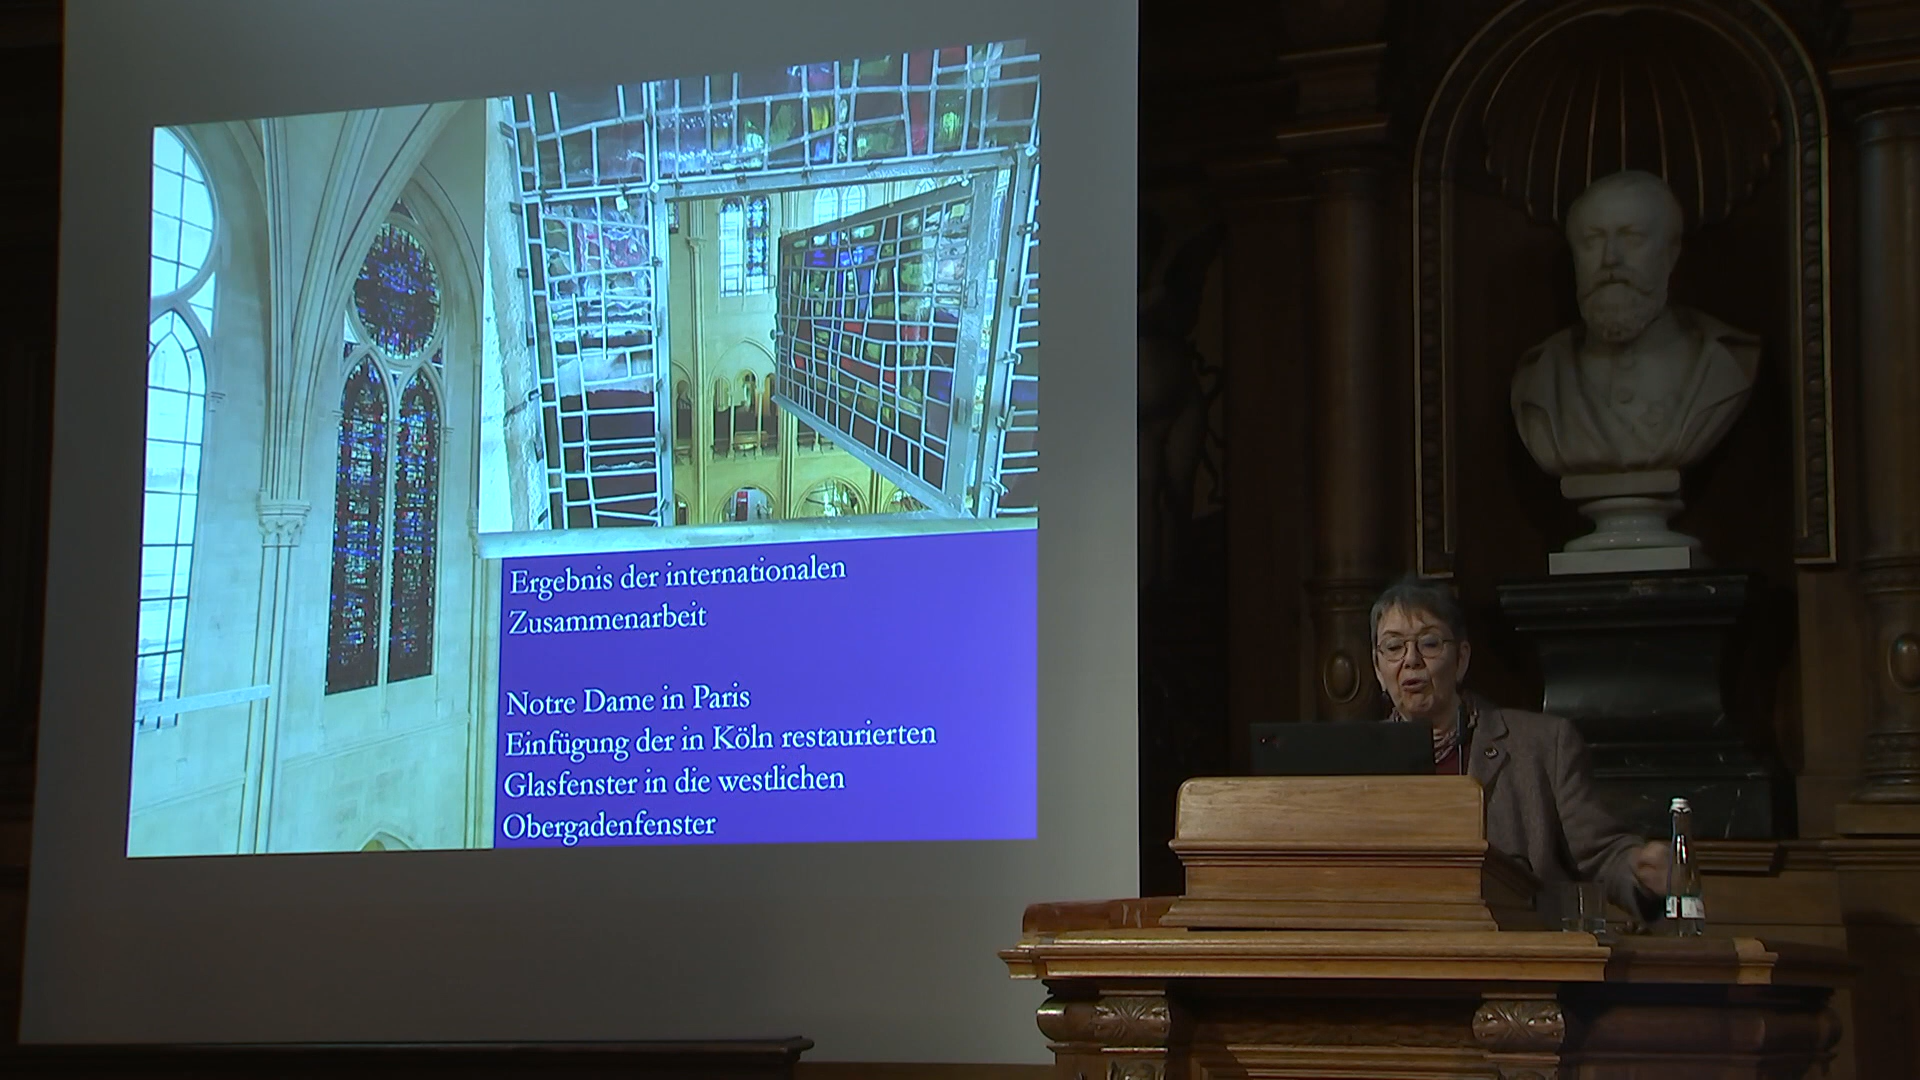 Ergebnis der internationalen
Zusammenarbeit
Notre Dame in Paris
Einfügung der in Köln restaurierten
Glasfenster in die westlichen
Obergadenfenster